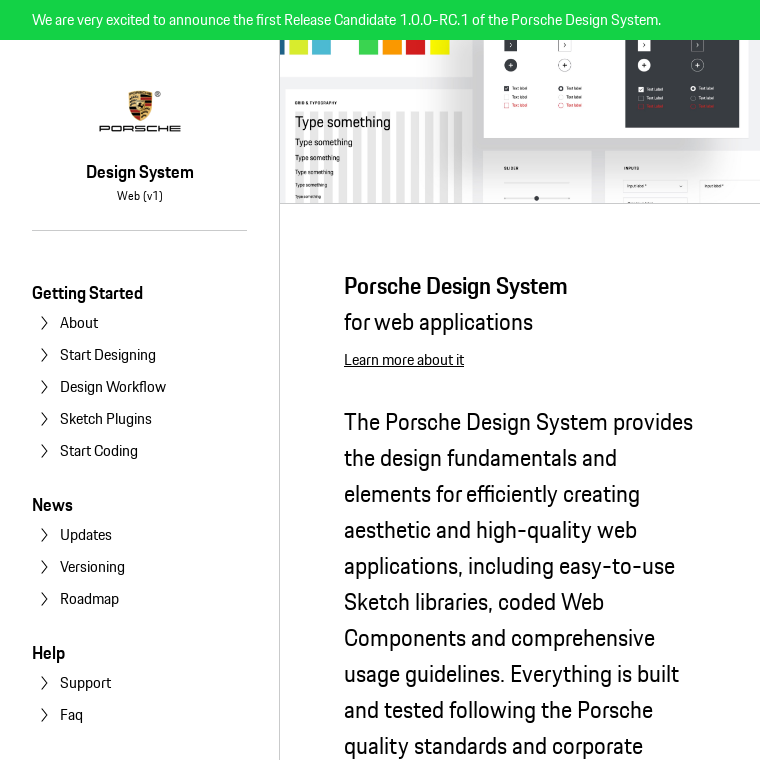 We are very excited to announce the first Release Candidate 1.0.0-RC.1 of the Porsche Design System.
PORSCHE
Design System
Web (v1)
Getting Started
About
Start Designing
Design Workflow
Sketch Plugins
Start Coding
News
Updates
Versioning
Roadmap
Help
Support
Faq
GRID & TYPOGRAPHY
Type something
Type something
Type something
Type something
Type something
Type something
Text label
Text label
Text label
Text label
Text label
Text label
Text label
Text label
Text label
Text label
Text label
Text label
SLIDER
INPUTS
Input label *
Input label *
Porsche Design System
for web applications
Learn more about it
The Porsche Design System provides
the design fundamentals and
elements for efficiently creating
aesthetic and high-quality web
applications, including easy-to-use
Sketch libraries, coded Web
Components and comprehensive
usage guidelines. Everything is built
and tested following the Porsche
quality standards and corporate